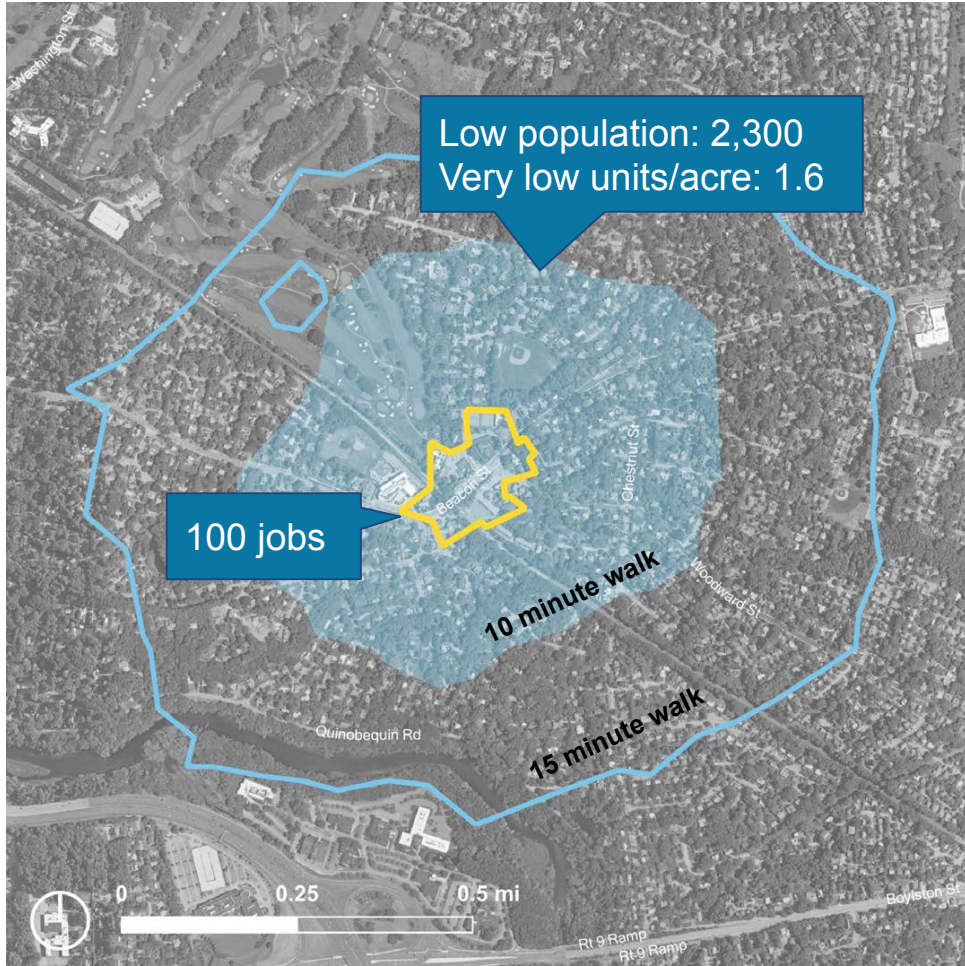 Washington St
Low population: 2,300
Very low units/acre: 1.6
Chestnut St
Beacon St
100 jobs
10 minute walk
Woodward St
15 minute walk
Quinobequin Rd
0 0.25 0.5 mi
Boylston St
Rt 9 Ramp
Rt 9 Ramp